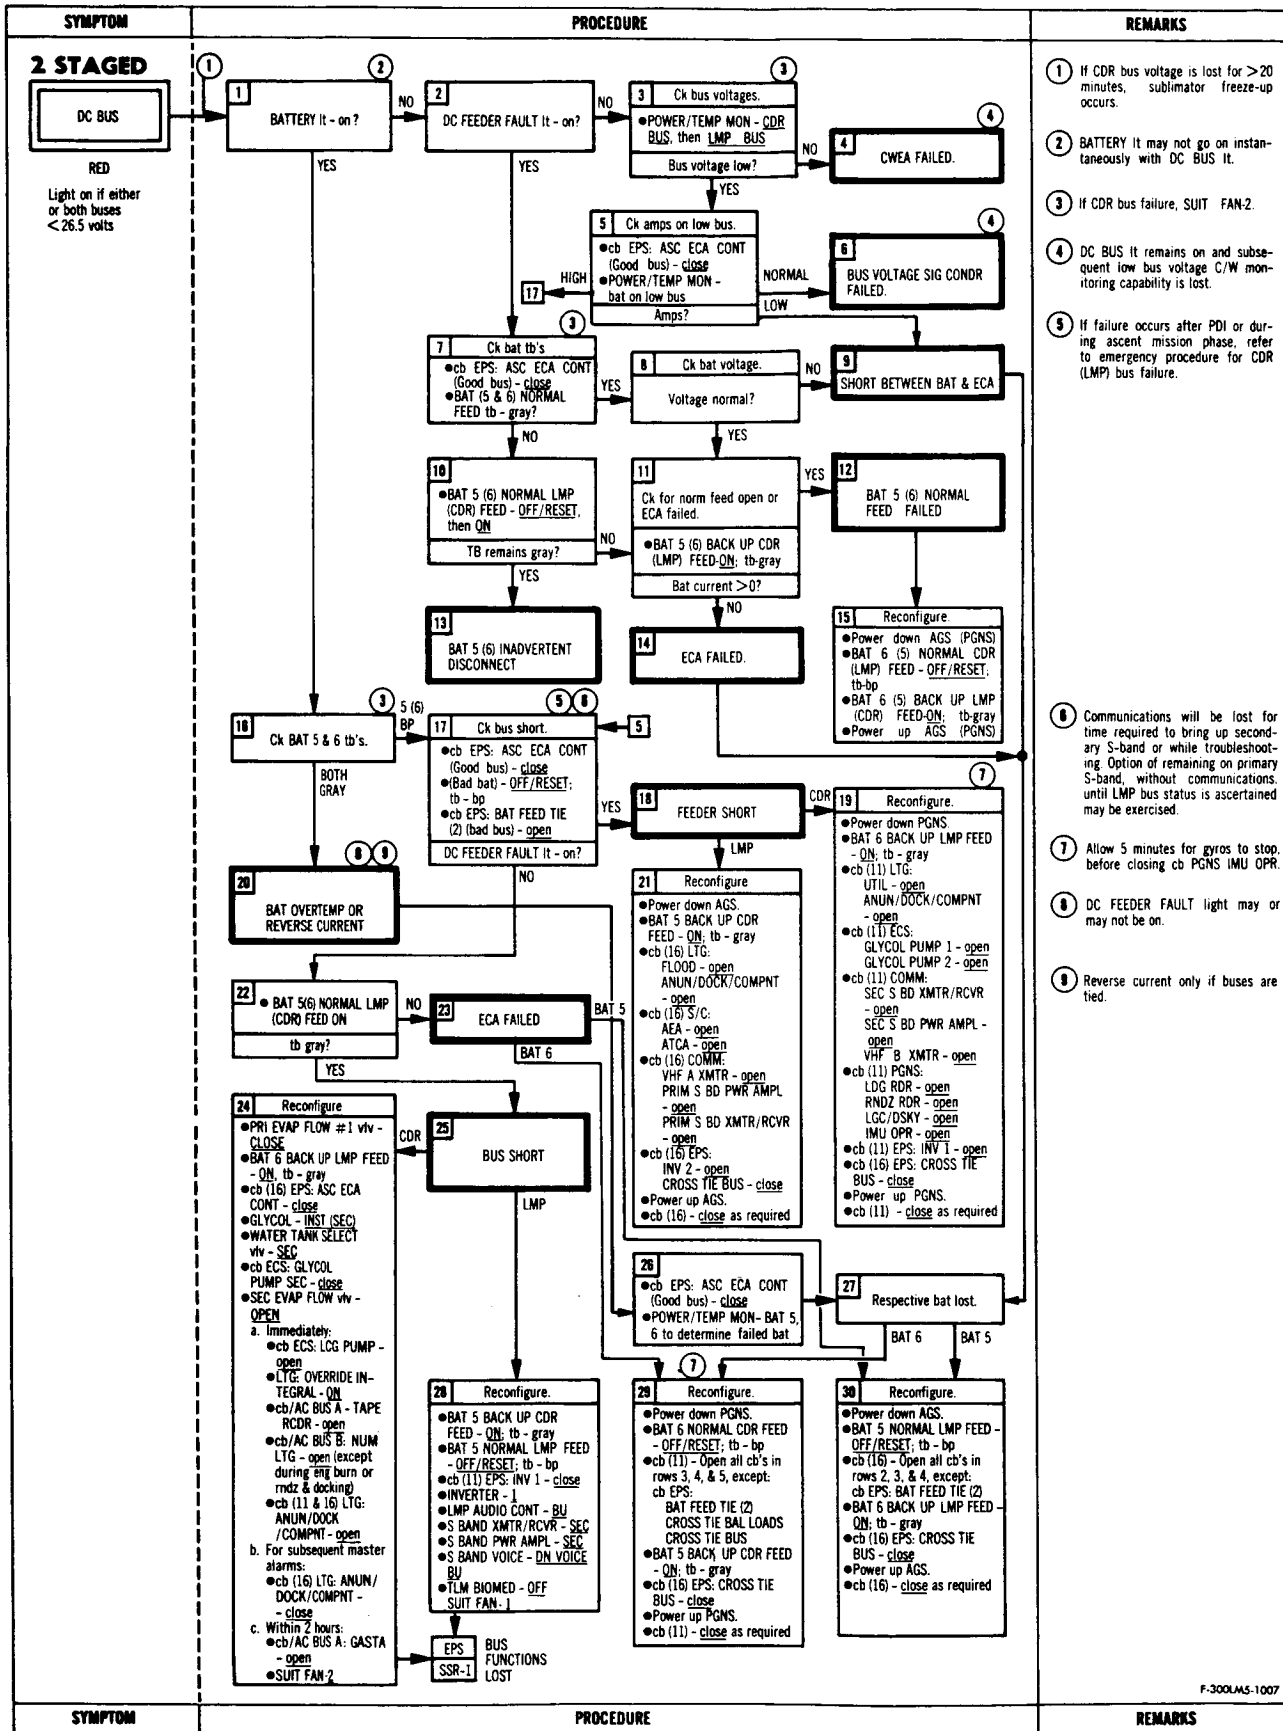 SYMPTOM
PROCEDURE
REMARKS
2 STAGED
DC BUS
RED
Light on if either
or both buses
< 26.5 volts
1
2
1
BATTERY lt - on?
NO
YES
2
DC FEEDER FAULT lt - on?
NO
YES
3
3
Ck bus voltages.
●POWER/TEMP MON - CDR
BUS, then LMP BUS
Bus voltage low?
NO
YES
4
4
CWEA FAILED.
5
Ck amps on low bus.
●cb EPS: ASC ECA CONT
(Good bus) - close
●POWER/TEMP MON -
bat on low bus
Amps?
HIGH
17
NORMAL
LOW
4
6
BUS VOLTAGE SIG CONDR
FAILED.
3
7
Ck bat tb's
●cb EPS: ASC ECA CONT
(Good bus) - close
●BAT (5 & 6) NORMAL
FEED tb - gray?
YES
NO
8
Ck bat voltage.
Voltage normal?
NO
YES
9
SHORT BETWEEN BAT & ECA
10
●BAT 5 (6) NORMAL LMP
(CDR) FEED - OFF/RESET,
then ON
TB remains gray?
NO
YES
11
Ck for norm feed open or
ECA failed.
●BAT 5 (6) BACK UP CDR
(LMP) FEED-ON; tb-gray
Bat current >0?
YES
NO
12
BAT 5 (6) NORMAL
FEED FAILED
13
BAT 5 (6) INADVERTENT
DISCONNECT
14
ECA FAILED.
15
Reconfigure.
●Power down AGS (PGNS)
●BAT 6 (5) NORMAL CDR
(LMP) FEED - OFF/RESET;
tb-bp
●BAT 6 (5) BACK UP LMP
(CDR) FEED-ON; tb-gray
●Power up AGS (PGNS)
3
16
Ck BAT 5 & 6 tb's.
5 (6)
BP
BOTH
GRAY
5
6
17
Ck bus short.
●cb EPS: ASC ECA CONT
(Good bus) - close
●(Bad bat) - OFF/RESET;
tb - bp
●cb EPS: BAT FEED TIE
(2) (bad bus) - open
DC FEEDER FAULT lt - on?
5
YES
NO
18
FEEDER SHORT
CDR
LMP
7
19
Reconfigure.
●Power down PGNS.
●BAT 6 BACK UP LMP FEED
- ON; tb - gray
●cb (11) LTG:
UTIL - open
ANUN/DOCK/COMPNT
- open
●cb (11) ECS:
GLYCOL PUMP 1 - open
GLYCOL PUMP 2 - open
●cb (11) COMM:
SEC S BD XMTR/RCVR
- open
SEC S BD PWR AMPL -
open
VHF B XMTR - open
●cb (11) PGNS:
LDG RDR - open
RNDZ RDR - open
LGC/DSKY - open
IMU OPR - open
●cb (11) EPS: INV 1 - open
●cb (16) EPS: CROSS TIE
BUS - close
●Power up PGNS.
●cb (11) - close as required
8
9
20
BAT OVERTEMP OR
REVERSE CURRENT
21
Reconfigure
●Power down AGS.
●BAT 5 BACK UP CDR
FEED - ON; tb - gray
●cb (16) LTG:
FLOOD - open
ANUN/DOCK/COMPNT
- open
●cb (16) S/C:
AEA - open
ATCA - open
●cb (16) COMM:
VHF A XMTR - open
PRIM S BD PWR AMPL
- open
PRIM S BD XMTR/RCVR
- open
●cb (16) EPS:
INV 2 - open
CROSS TIE BUS - close
●Power up AGS.
●cb (16) - close as required
22
● BAT 5(6) NORMAL LMP
(CDR) FEED ON
tb gray?
NO
YES
23
ECA FAILED
BAT 5
BAT 6
24
Reconfigure
●PRI EVAP FLOW #1 vlv -
CLOSE
●BAT 6 BACK UP LMP FEED
- ON, tb - gray
●cb (16) EPS: ASC ECA
CONT - close
●GLYCOL - INST (SEC)
●WATER TANK SELECT
vlv - SEC
●cb ECS: GLYCOL
PUMP SEC - close
●SEC EVAP FLOW vlv -
OPEN
a. Immediately:
●cb ECS: LCG PUMP -
open
●LTG: OVERRIDE IN-
TEGRAL - ON
●cb/AC BUS A - TAPE
RCDR - open
●cb/AC BUS B: NUM
LTG - open (except
during eng burn or
rndz & docking)
●cb (11 & 16) LTG:
ANUN/DOCK
/COMPNT - open
b. For subsequent master
alarms:
●cb (16) LTG: ANUN/
DOCK/COMPNT -
- close
c. Within 2 hours:
●cb/AC BUS A: GASTA
- open
●SUIT FAN-2
CDR
25
BUS SHORT
LMP
26
●cb EPS: ASC ECA CONT
(Good bus) - close
●POWER/TEMP MON- BAT 5,
6 to determine failed bat
27
Respective bat lost.
BAT 6
BAT 5
28
Reconfigure.
●BAT 5 BACK UP CDR
FEED - ON; tb - gray
●BAT 5 NORMAL LMP FEED
- OFF/RESET; tb - bp
●cb (11) EPS: INV 1 - close
●INVERTER - 1
●LMP AUDIO CONT - BU
●S BAND XMTR/RCVR - SEC
●S BAND PWR AMPL - SEC
●S BAND VOICE - DN VOICE
BU
●TLM BIOMED - OFF
SUIT FAN-1
EPS
SSR-1
BUS
FUNCTIONS
LOST
7
29
Reconfigure.
●Power down PGNS.
●BAT 6 NORMAL CDR FEED
- OFF/RESET; tb - bp
●cb (11) - Open all cb's in
rows 3, 4, & 5, except:
cb EPS:
BAT FEED TIE (2)
CROSS TIE BAL LOADS
CROSS TIE BUS
●BAT 5 BACK UP CDR FEED
- ON; tb - gray
●cb (16) EPS: CROSS TIE
BUS - close
●Power up PGNS.
●cb (11) - close as required
30
Reconfigure.
●Power down AGS.
●BAT 5 NORMAL LMP FEED -
OFF/RESET; tb - bp
●cb (16) - Open all cb's in
rows 2, 3, & 4, except:
cb EPS: BAT FEED TIE (2)
●BAT 6 BACK UP LMP FEED -
ON; tb - gray
●cb (16) EPS: CROSS TIE
BUS - close
●Power up AGS.
●cb (16) - close as required
1 If CDR bus voltage is lost for >20
minutes, sublimator freeze-up
occurs.
2 BATTERY lt may not go on instan-
taneously with DC BUS lt.
3 If CDR bus failure, SUIT FAN-2.
4 DC BUS lt remains on and subse-
quent low bus voltage C/W mon-
itoring capability is lost.
5 If failure occurs after PDI or dur-
ing ascent mission phase, refer
to emergency procedure for CDR
(LMP) bus failure.
6 Communications will be lost for
time required to bring up second-
ary S-band or while troubleshoot-
ing. Option of remaining on primary
S-band, without communications,
until LMP bus status is ascertained
may be exercised.
7 Allow 5 minutes for gyros to stop,
before closing cb PGNS IMU OPR.
8 DC FEEDER FAULT light may or
may not be on.
9 Reverse current only if buses are
tied.
F-300LM5-1007
SYMPTOM
PROCEDURE
REMARKS